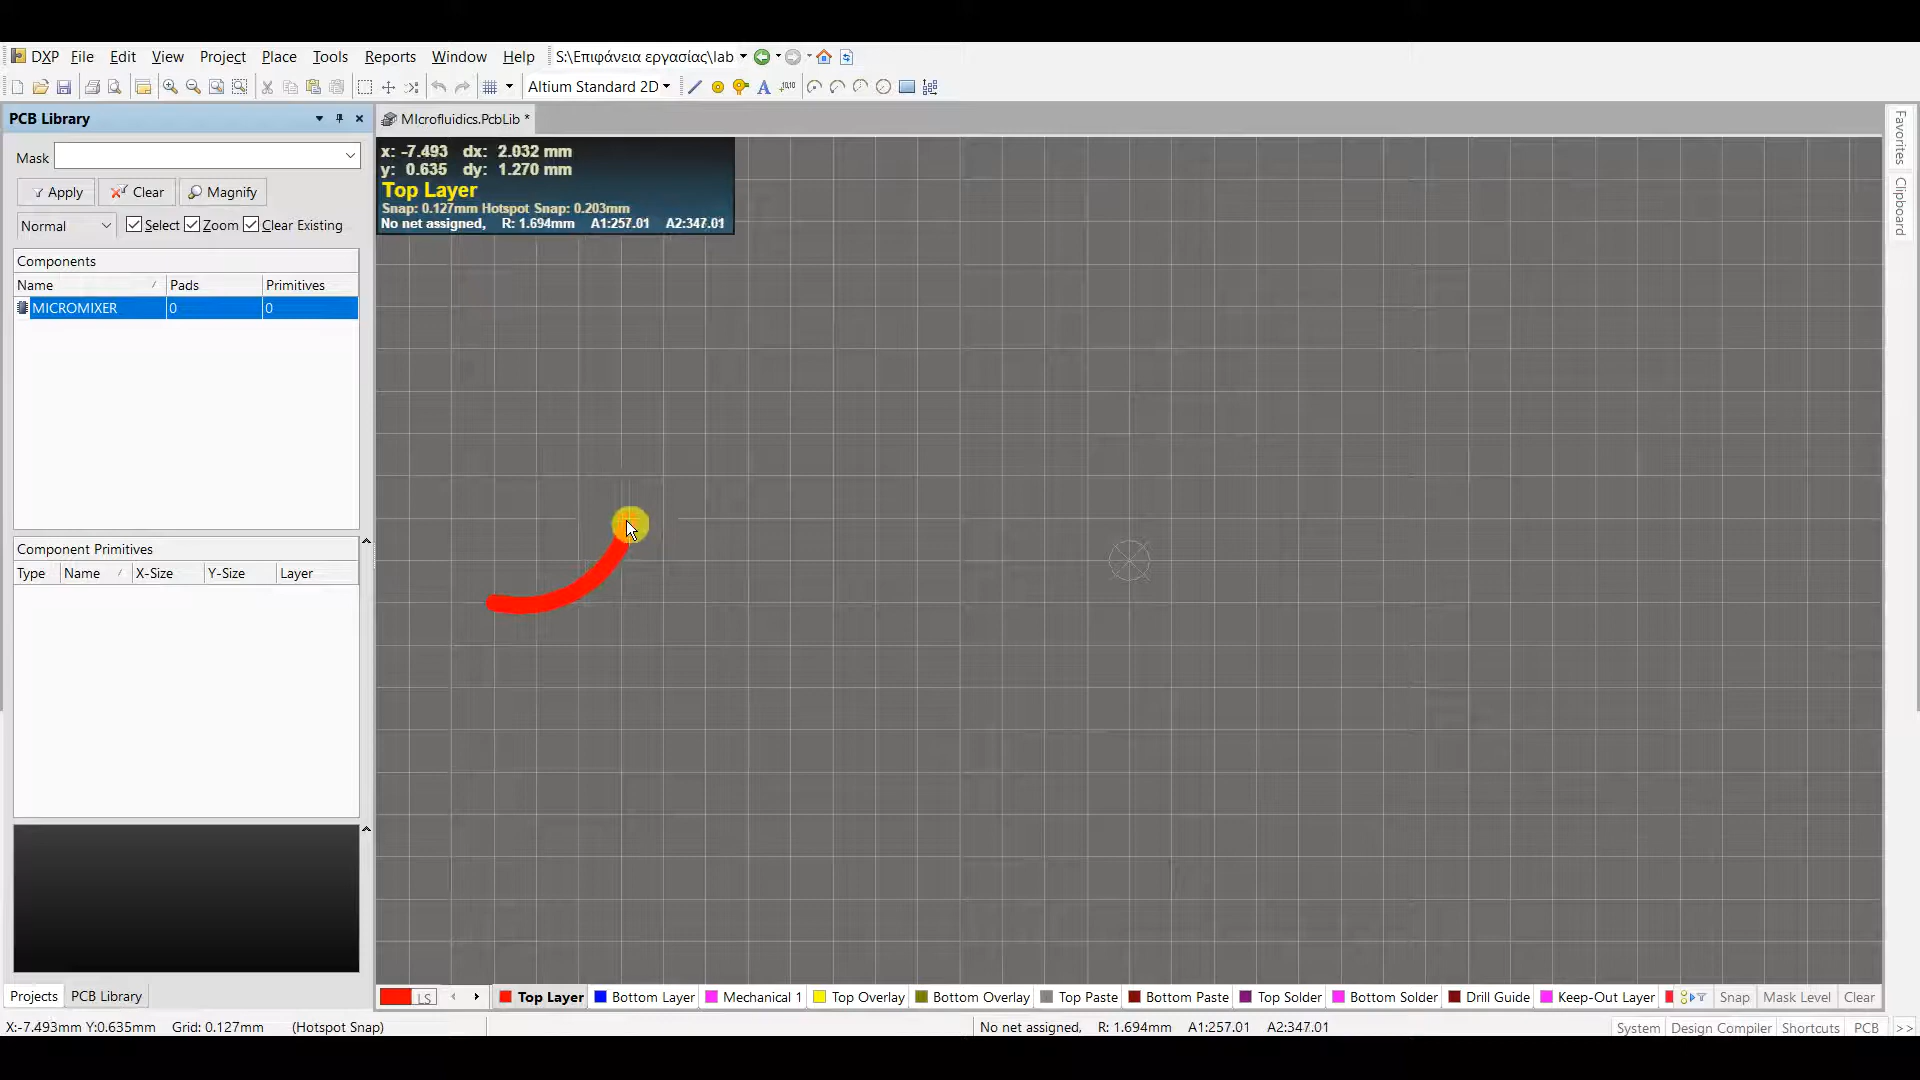 DXP File Edit View Project Place Tools Reports Window Help S:\Επιφάνεια εργασίας\lab
Altium Standard 2D
PCB Library
MIcrofluidics.PcbLib *
Mask
Apply Clear Magnify
Normal Select Zoom Clear Existing
Components
Name Pads Primitives
MICROMIXER 0 0
Component Primitives
Type Name X-Size Y-Size Layer
x: -7.493 dx: 2.032 mm
y: 0.635 dy: 1.270 mm
Top Layer
Snap: 0.127mm Hotspot Snap: 0.203mm
No net assigned, R: 1.694mm A1:257.01 A2:347.01
Favorites
Clipboard
Projects PCB Library
LS Top Layer Bottom Layer Mechanical 1 Top Overlay Bottom Overlay Top Paste Bottom Paste Top Solder Bottom Solder Drill Guide Keep-Out Layer Snap Mask Level Clear
X:-7.493mm Y:0.635mm Grid: 0.127mm (Hotspot Snap) No net assigned, R: 1.694mm A1:257.01 A2:347.01 System Design Compiler Shortcuts PCB >>